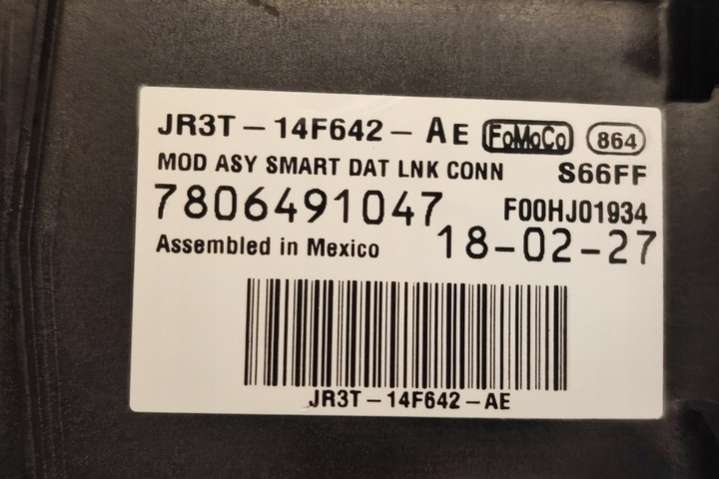 JR3T-14F642-AE FoMoCo 864
MOD ASY SMART DAT LNK CONN S66FF
7806491047 F00HJ01934
Assembled in Mexico 18-02-27
JR3T-14F642-AE